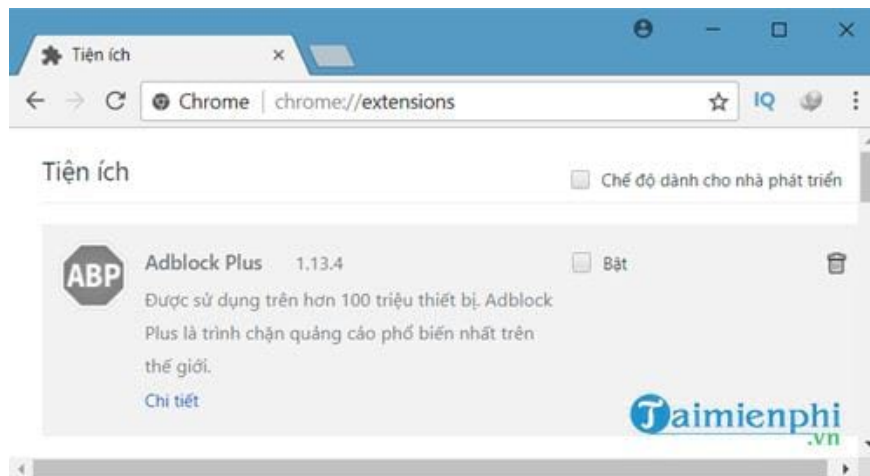 Tiện ích
Chrome | chrome://extensions
IQ
Tiện ích
Chế độ dành cho nhà phát triển
ABP
Adblock Plus 1.13.4
Bật
Được sử dụng trên hơn 100 triệu thiết bị. Adblock
Plus là trình chặn quảng cáo phổ biến nhất trên
thế giới.
Chi tiết
Taimienphi
.vn